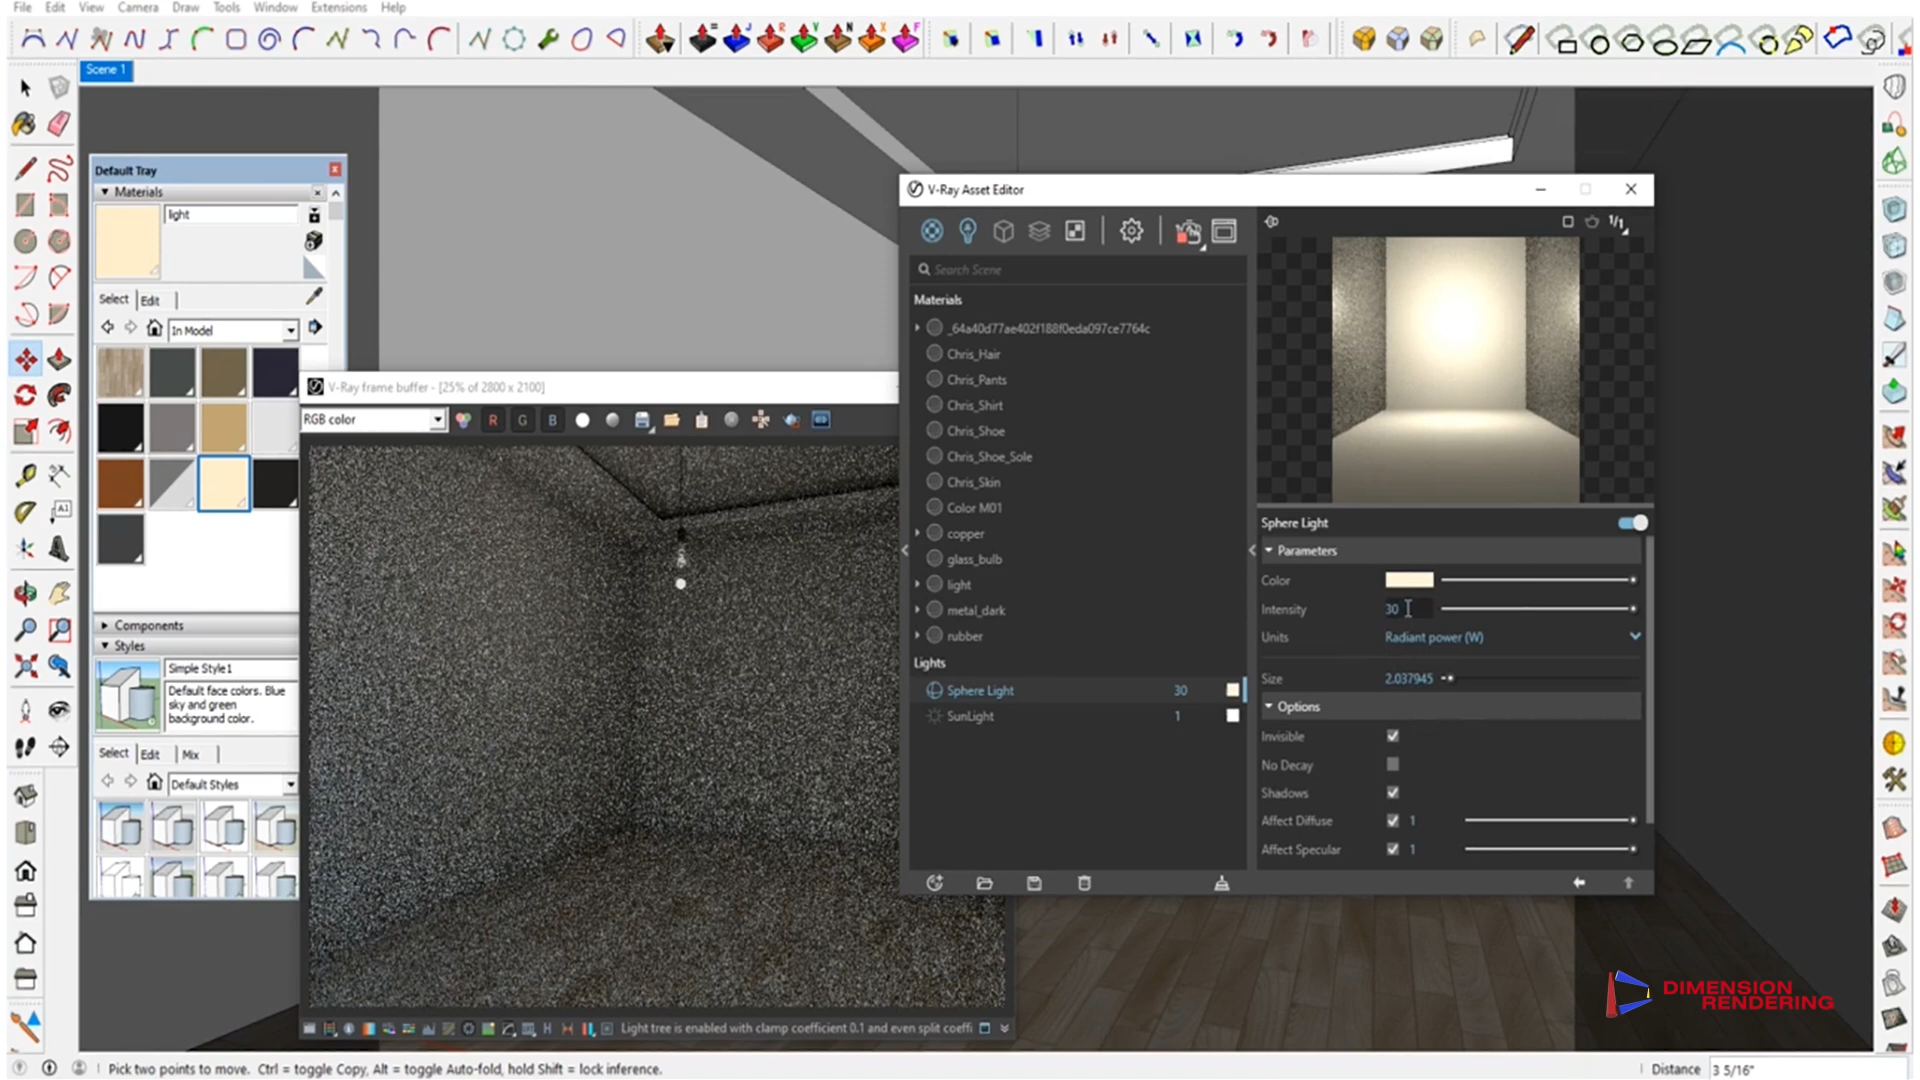 File Edit View Camera Draw Tools Window Extensions Help
Scene 1
Default Tray
Materials
light
Select Edit
In Model
Components
Styles
Simple Style1
Default face colors. Blue
sky and green
background color.
Select Edit Mix
Default Styles
V-Ray frame buffer - [25% of 2800 x 2100]
RGB color
R G B
Light tree is enabled with clamp coefficient 0.1 and even split coeffi
V-Ray Asset Editor
Search Scene
Materials
_64a40d77ae402f188f0eda097ce7764c
Chris_Hair
Chris_Pants
Chris_Shirt
Chris_Shoe
Chris_Shoe_Sole
Chris_Skin
Color M01
copper
glass_bulb
light
metal_dark
rubber
Lights
Sphere Light 30
SunLight 1
1/1
Sphere Light
Parameters
Color
Intensity 30
Units Radiant power (W)
Size 2.037945
Options
Invisible
No Decay
Shadows
Affect Diffuse 1
Affect Specular 1
DIMENSION
RENDERING
Pick two points to move. Ctrl = toggle Copy, Alt = toggle Auto-fold, hold Shift = lock inference.
Distance 3 5/16"